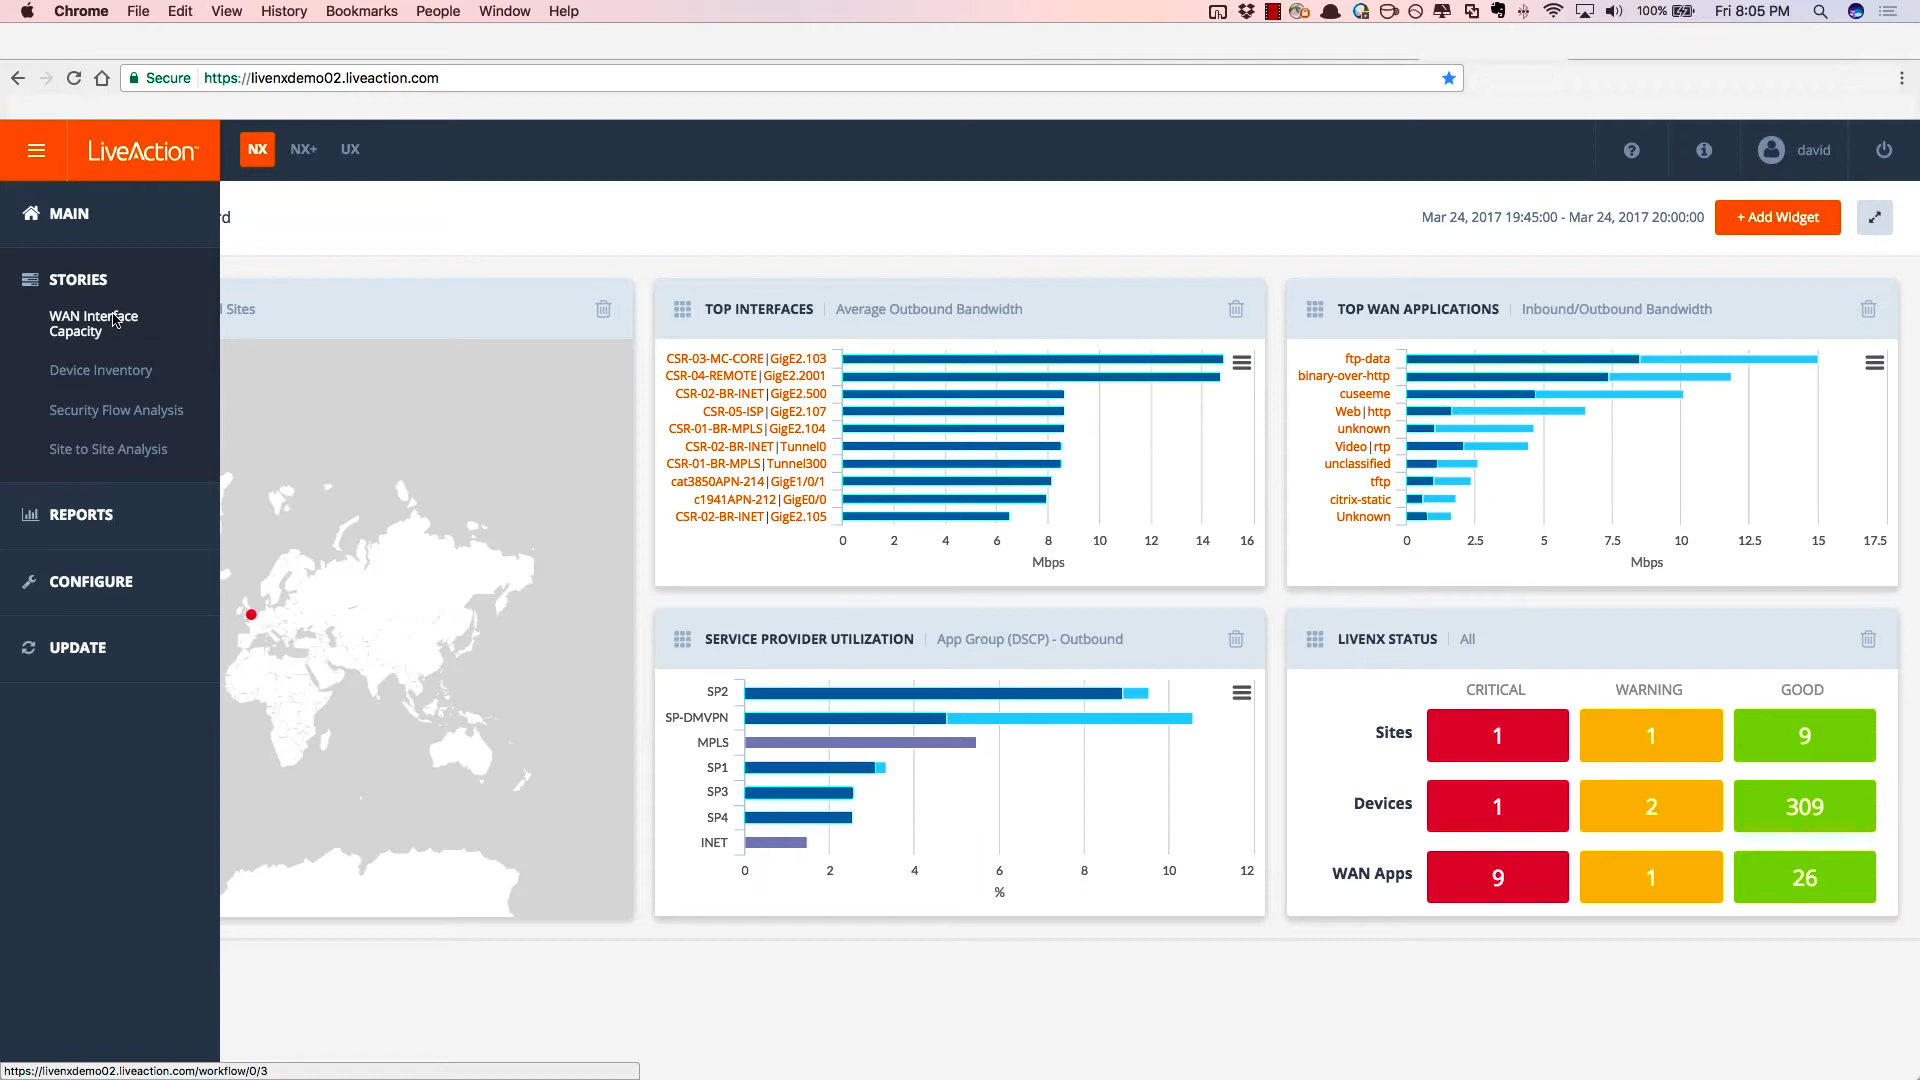 Chrome File Edit View History Bookmarks People Window Help 100% Fri 8:05 PM
Secure https://livenxdemo02.liveaction.com
LiveAction™ NX NX+ UX david
MAIN
rd
Mar 24, 2017 19:45:00 - Mar 24, 2017 20:00:00 + Add Widget
STORIES
WAN Interface
Capacity
Device Inventory
Security Flow Analysis
Site to Site Analysis
REPORTS
CONFIGURE
UPDATE
l Sites
TOP INTERFACES Average Outbound Bandwidth
CSR-03-MC-CORE|GigE2.103
CSR-04-REMOTE|GigE2.2001
CSR-02-BR-INET|GigE2.500
CSR-05-ISP|GigE2.107
CSR-01-BR-MPLS|GigE2.104
CSR-02-BR-INET|Tunnel0
CSR-01-BR-MPLS|Tunnel300
cat3850APN-214|GigE1/0/1
c1941APN-212|GigE0/0
CSR-02-BR-INET|GigE2.105
0 2 4 6 8 10 12 14 16
Mbps
TOP WAN APPLICATIONS Inbound/Outbound Bandwidth
ftp-data
binary-over-http
cuseeme
Web|http
unknown
Video|rtp
unclassified
tftp
citrix-static
Unknown
0 2.5 5 7.5 10 12.5 15 17.5
Mbps
SERVICE PROVIDER UTILIZATION App Group (DSCP) - Outbound
SP2
SP-DMVPN
MPLS
SP1
SP3
SP4
INET
0 2 4 6 8 10 12
%
LIVENX STATUS All
CRITICAL WARNING GOOD
Sites 1 1 9
Devices 1 2 309
WAN Apps 9 1 26
https://livenxdemo02.liveaction.com/workflow/0/3